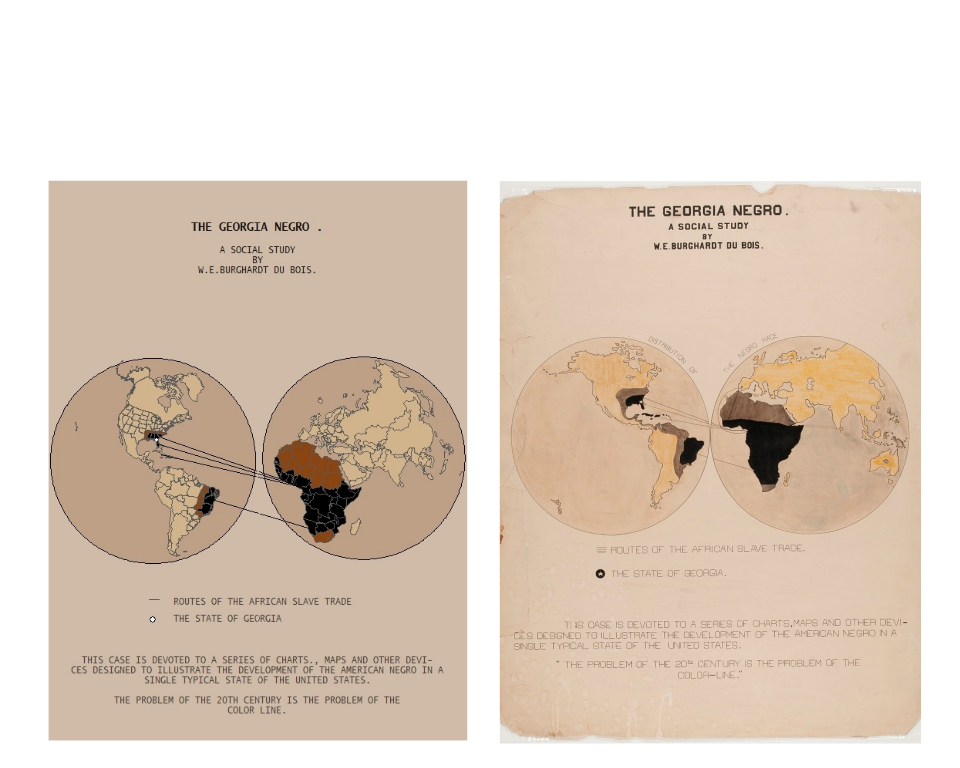 THE GEORGIA NEGRO .
A SOCIAL STUDY
BY
W.E.BURGHARDT DU BOIS.
ROUTES OF THE AFRICAN SLAVE TRADE
THE STATE OF GEORGIA
THIS CASE IS DEVOTED TO A SERIES OF CHARTS., MAPS AND OTHER DEVI-
CES DESIGNED TO ILLUSTRATE THE DEVELOPMENT OF THE AMERICAN NEGRO IN A
SINGLE TYPICAL STATE OF THE UNITED STATES.
THE PROBLEM OF THE 20TH CENTURY IS THE PROBLEM OF THE
COLOR LINE.
THE GEORGIA NEGRO.
A SOCIAL STUDY
BY
W.E.BURGHARDT DU BOIS.
DISTRIBUTION OF
THE NEGRO RACE
ROUTES OF THE AFRICAN SLAVE TRADE.
THE STATE OF GEORGIA.
THIS CASE IS DEVOTED TO A SERIES OF CHARTS,MAPS AND OTHER DEVI-
CES DESIGNED TO ILLUSTRATE THE DEVELOPMENT OF THE AMERICAN NEGRO IN A
SINGLE TYPICAL STATE OF THE UNITED STATES.
" THE PROBLEM OF THE 20TH CENTURY IS THE PROBLEM OF THE
COLOR-LINE."